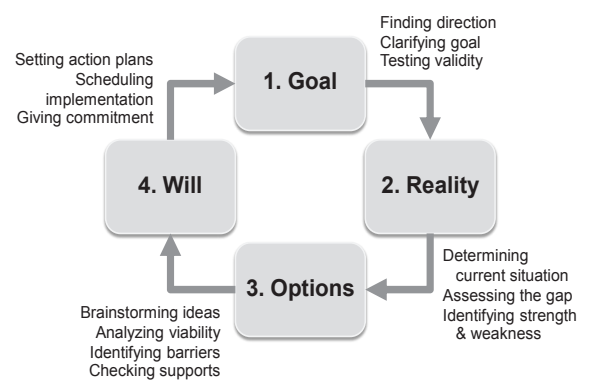 1. Goal
Finding direction
Clarifying goal
Testing validity
2. Reality
Determining
current situation
Assessing the gap
Identifying strength
& weakness
3. Options
Brainstorming ideas
Analyzing viability
Identifying barriers
Checking supports
4. Will
Setting action plans
Scheduling
implementation
Giving commitment